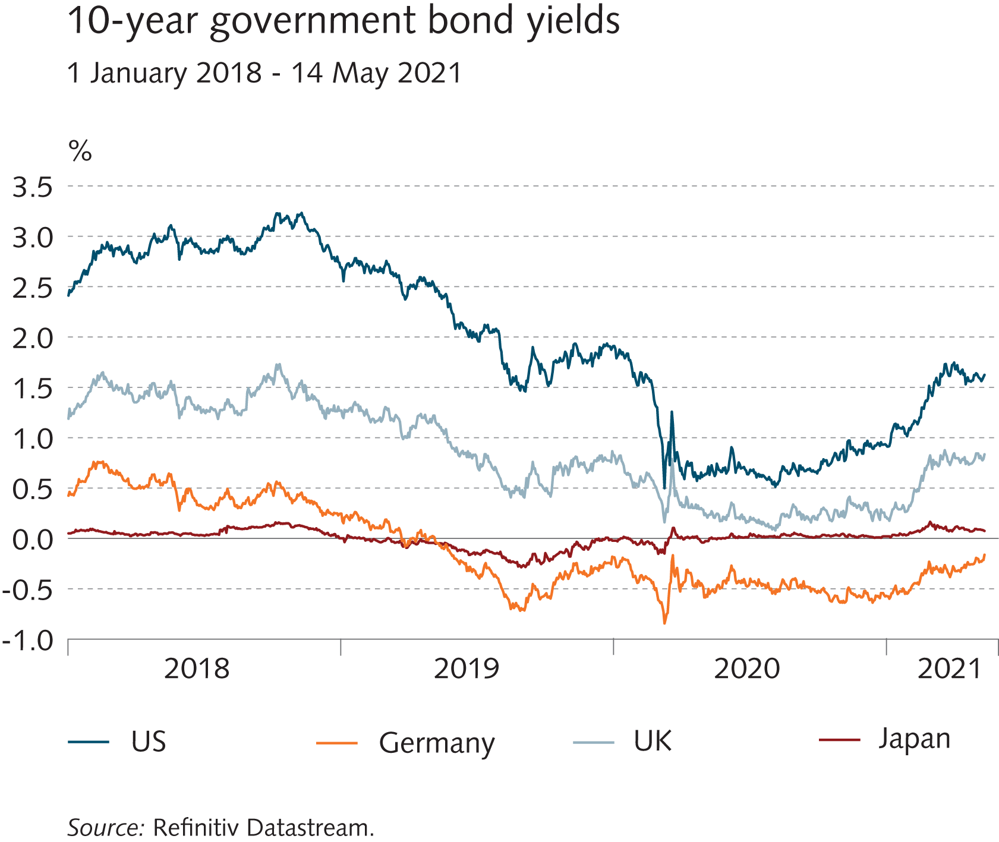 10-year government bond yields
1 January 2018 - 14 May 2021
%
3.5
3.0
2.5
2.0
1.5
1.0
0.5
0.0
-0.5
-1.0
2018 2019 2020 2021
US Germany UK Japan
Source: Refinitiv Datastream.